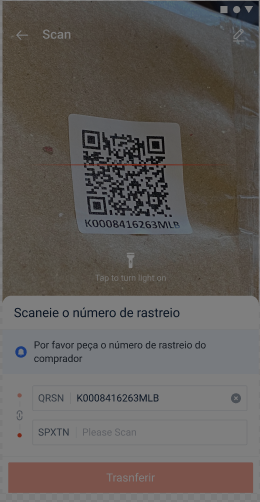 Scan
K0008416263MLB
Tap to turn light on
Scaneie o número de rastreio
Por favor peça o número de rastreio do
comprador
QRSN K0008416263MLB
SPXTN Please Scan
Trasnferir